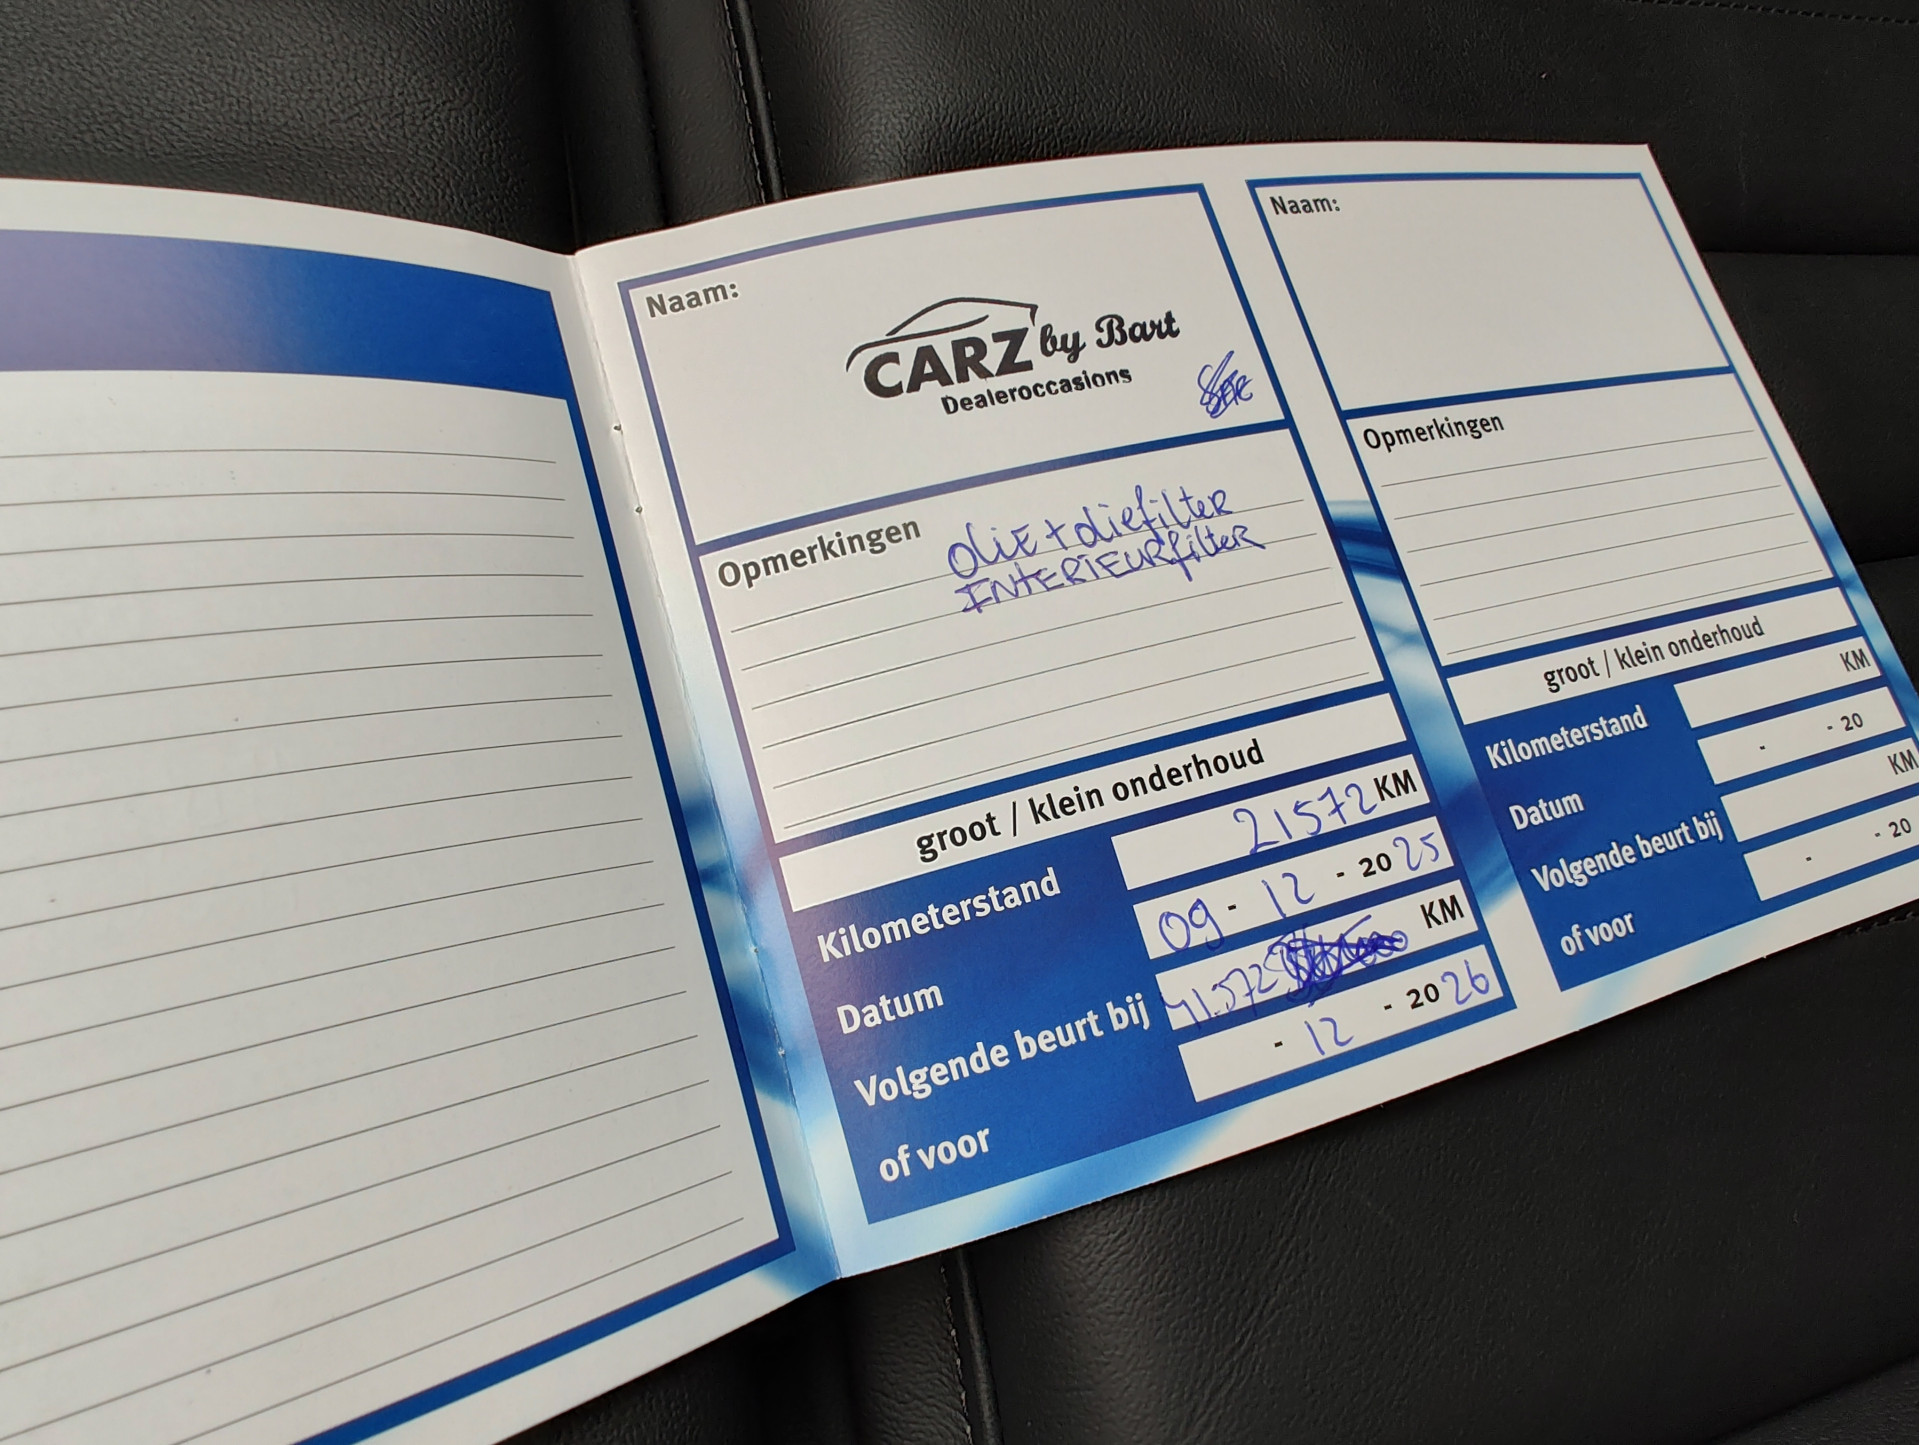 Naam:
CARZ by Bart
Dealeroccasions
Opmerkingen
olie + oliefilter
INTERIEURfilter
groot / klein onderhoud
Kilometerstand 21572 KM
Datum 09 - 12 - 2025
Volgende beurt bij 41.572 KM
of voor - 12 - 2026
Naam:
Opmerkingen
groot / klein onderhoud
Kilometerstand KM
Datum - - 20
Volgende beurt bij KM
of voor - - 20